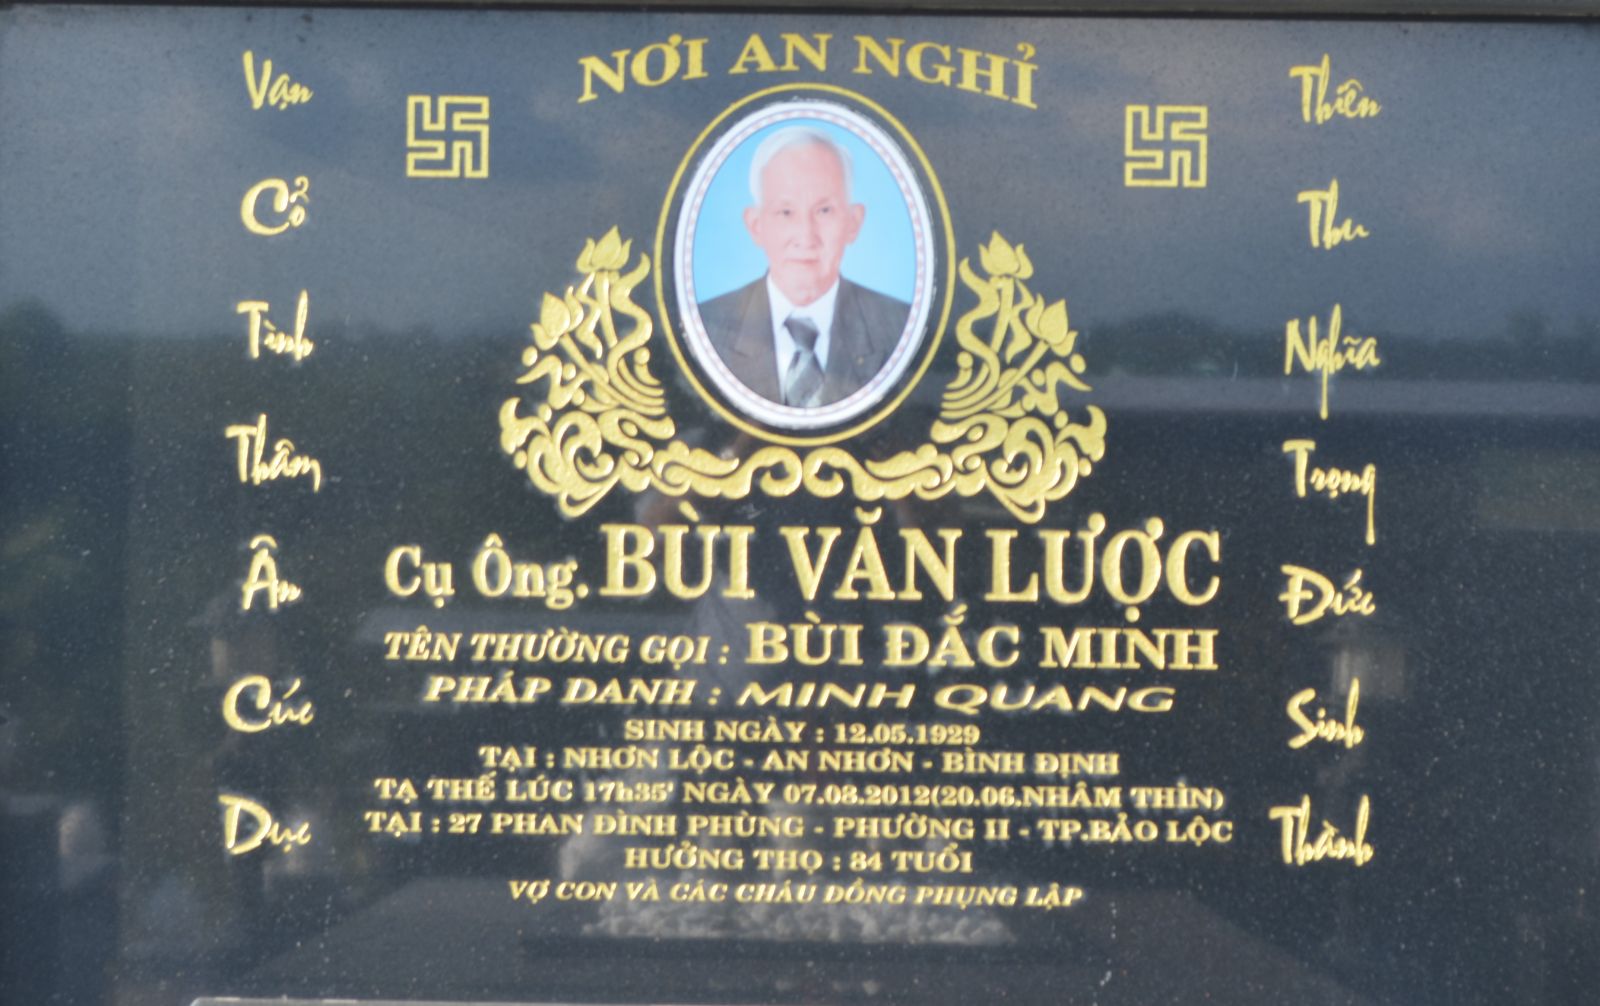 NƠI AN NGHỈ
Vạn
Cổ
Tình
Thâm
Ân
Cúc
Dục
Thiên
Thu
Nghĩa
Trọng
Đức
Sinh
Thành
Cụ Ông. BÙI VĂN LƯỢC
TÊN THƯỜNG GỌI : BÙI ĐẮC MINH
PHÁP DANH : MINH QUANG
SINH NGÀY : 12.05.1929
TẠI : NHƠN LỘC - AN NHƠN - BÌNH ĐỊNH
TẠ THẾ LÚC 17h35' NGÀY 07.08.2012(20.06.NHÂM THÌN)
TẠI : 27 PHAN ĐÌNH PHÙNG - PHƯỜNG II - TP.BẢO LỘC
HƯỞNG THỌ : 84 TUỔI
VỢ CON VÀ CÁC CHÁU ĐỒNG PHỤNG LẬP